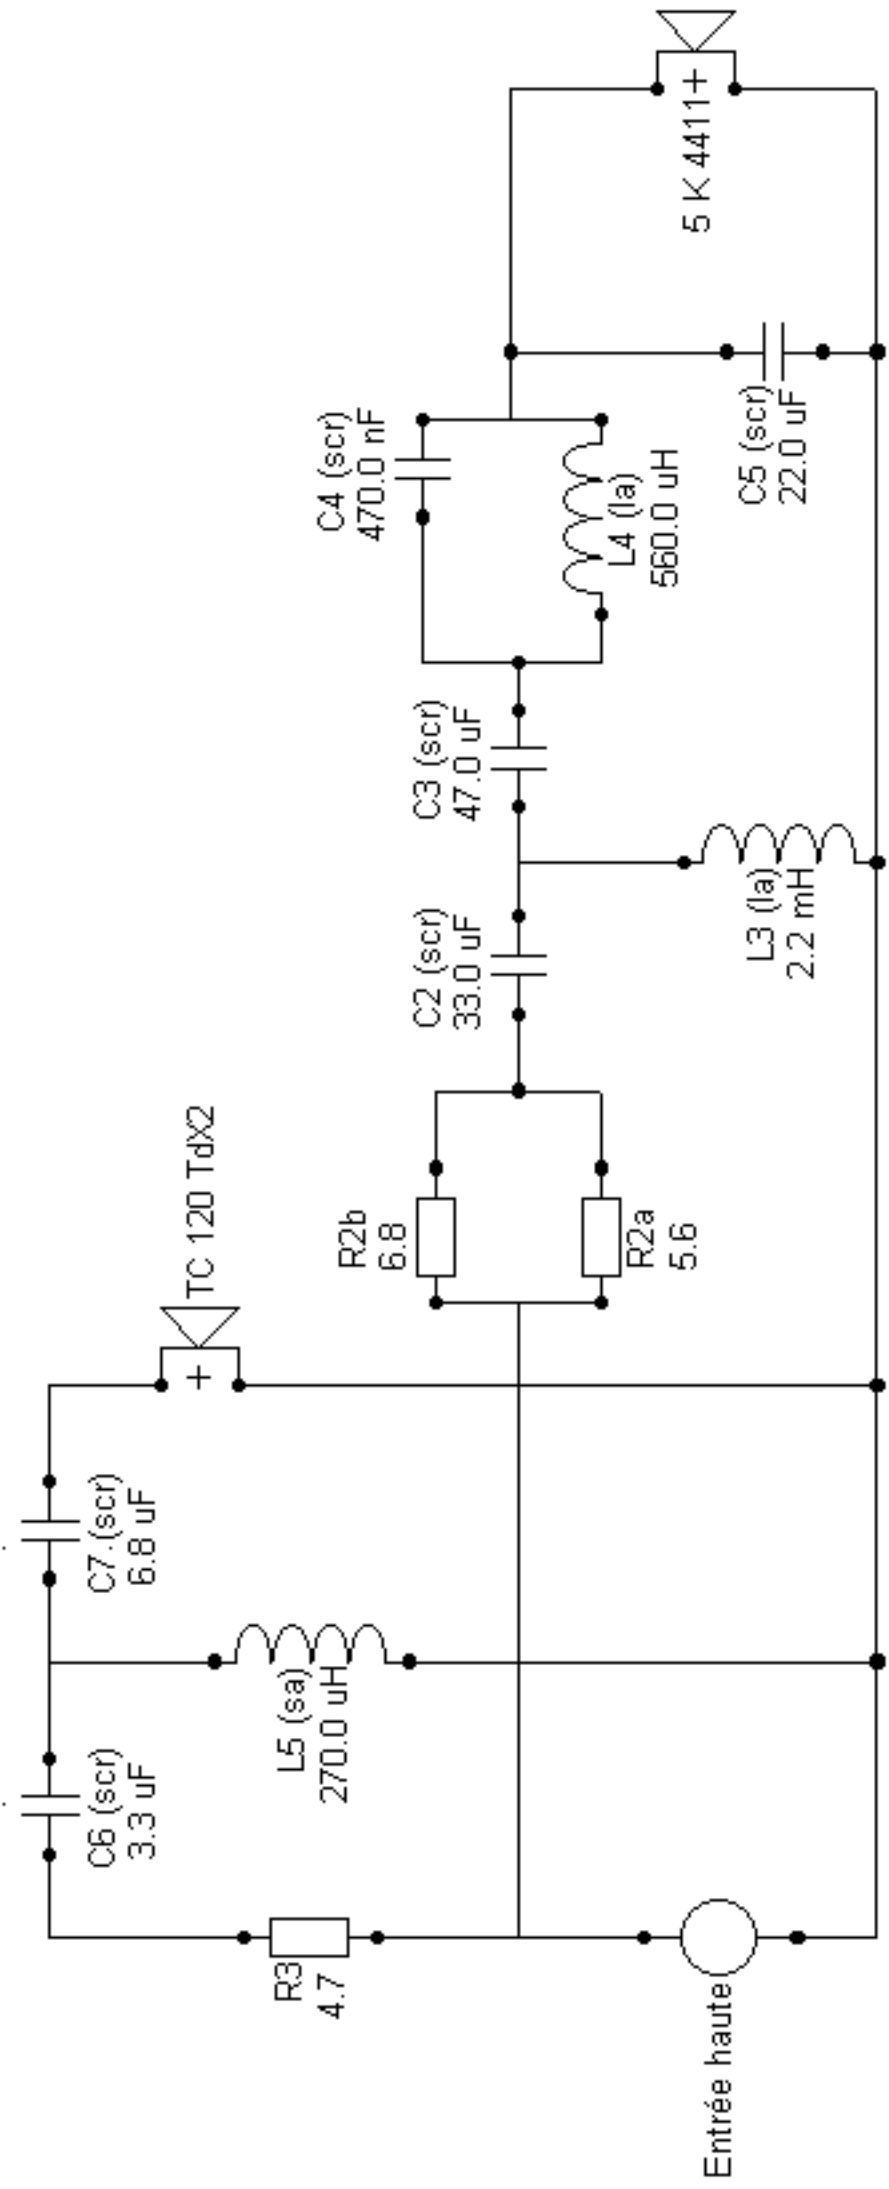 Entrée haute
R3
4.7
C6 (scr)
3.3 uF
L5 (sa)
270.0 uH
C7 (scr)
6.8 uF
+
TC 120 TdX2
R2b
6.8
R2a
5.6
C2 (scr)
33.0 uF
L3 (la)
2.2 mH
C3 (scr)
47.0 uF
C4 (scr)
470.0 nF
L4 (la)
560.0 uH
C5 (scr)
22.0 uF
5 K 4411+